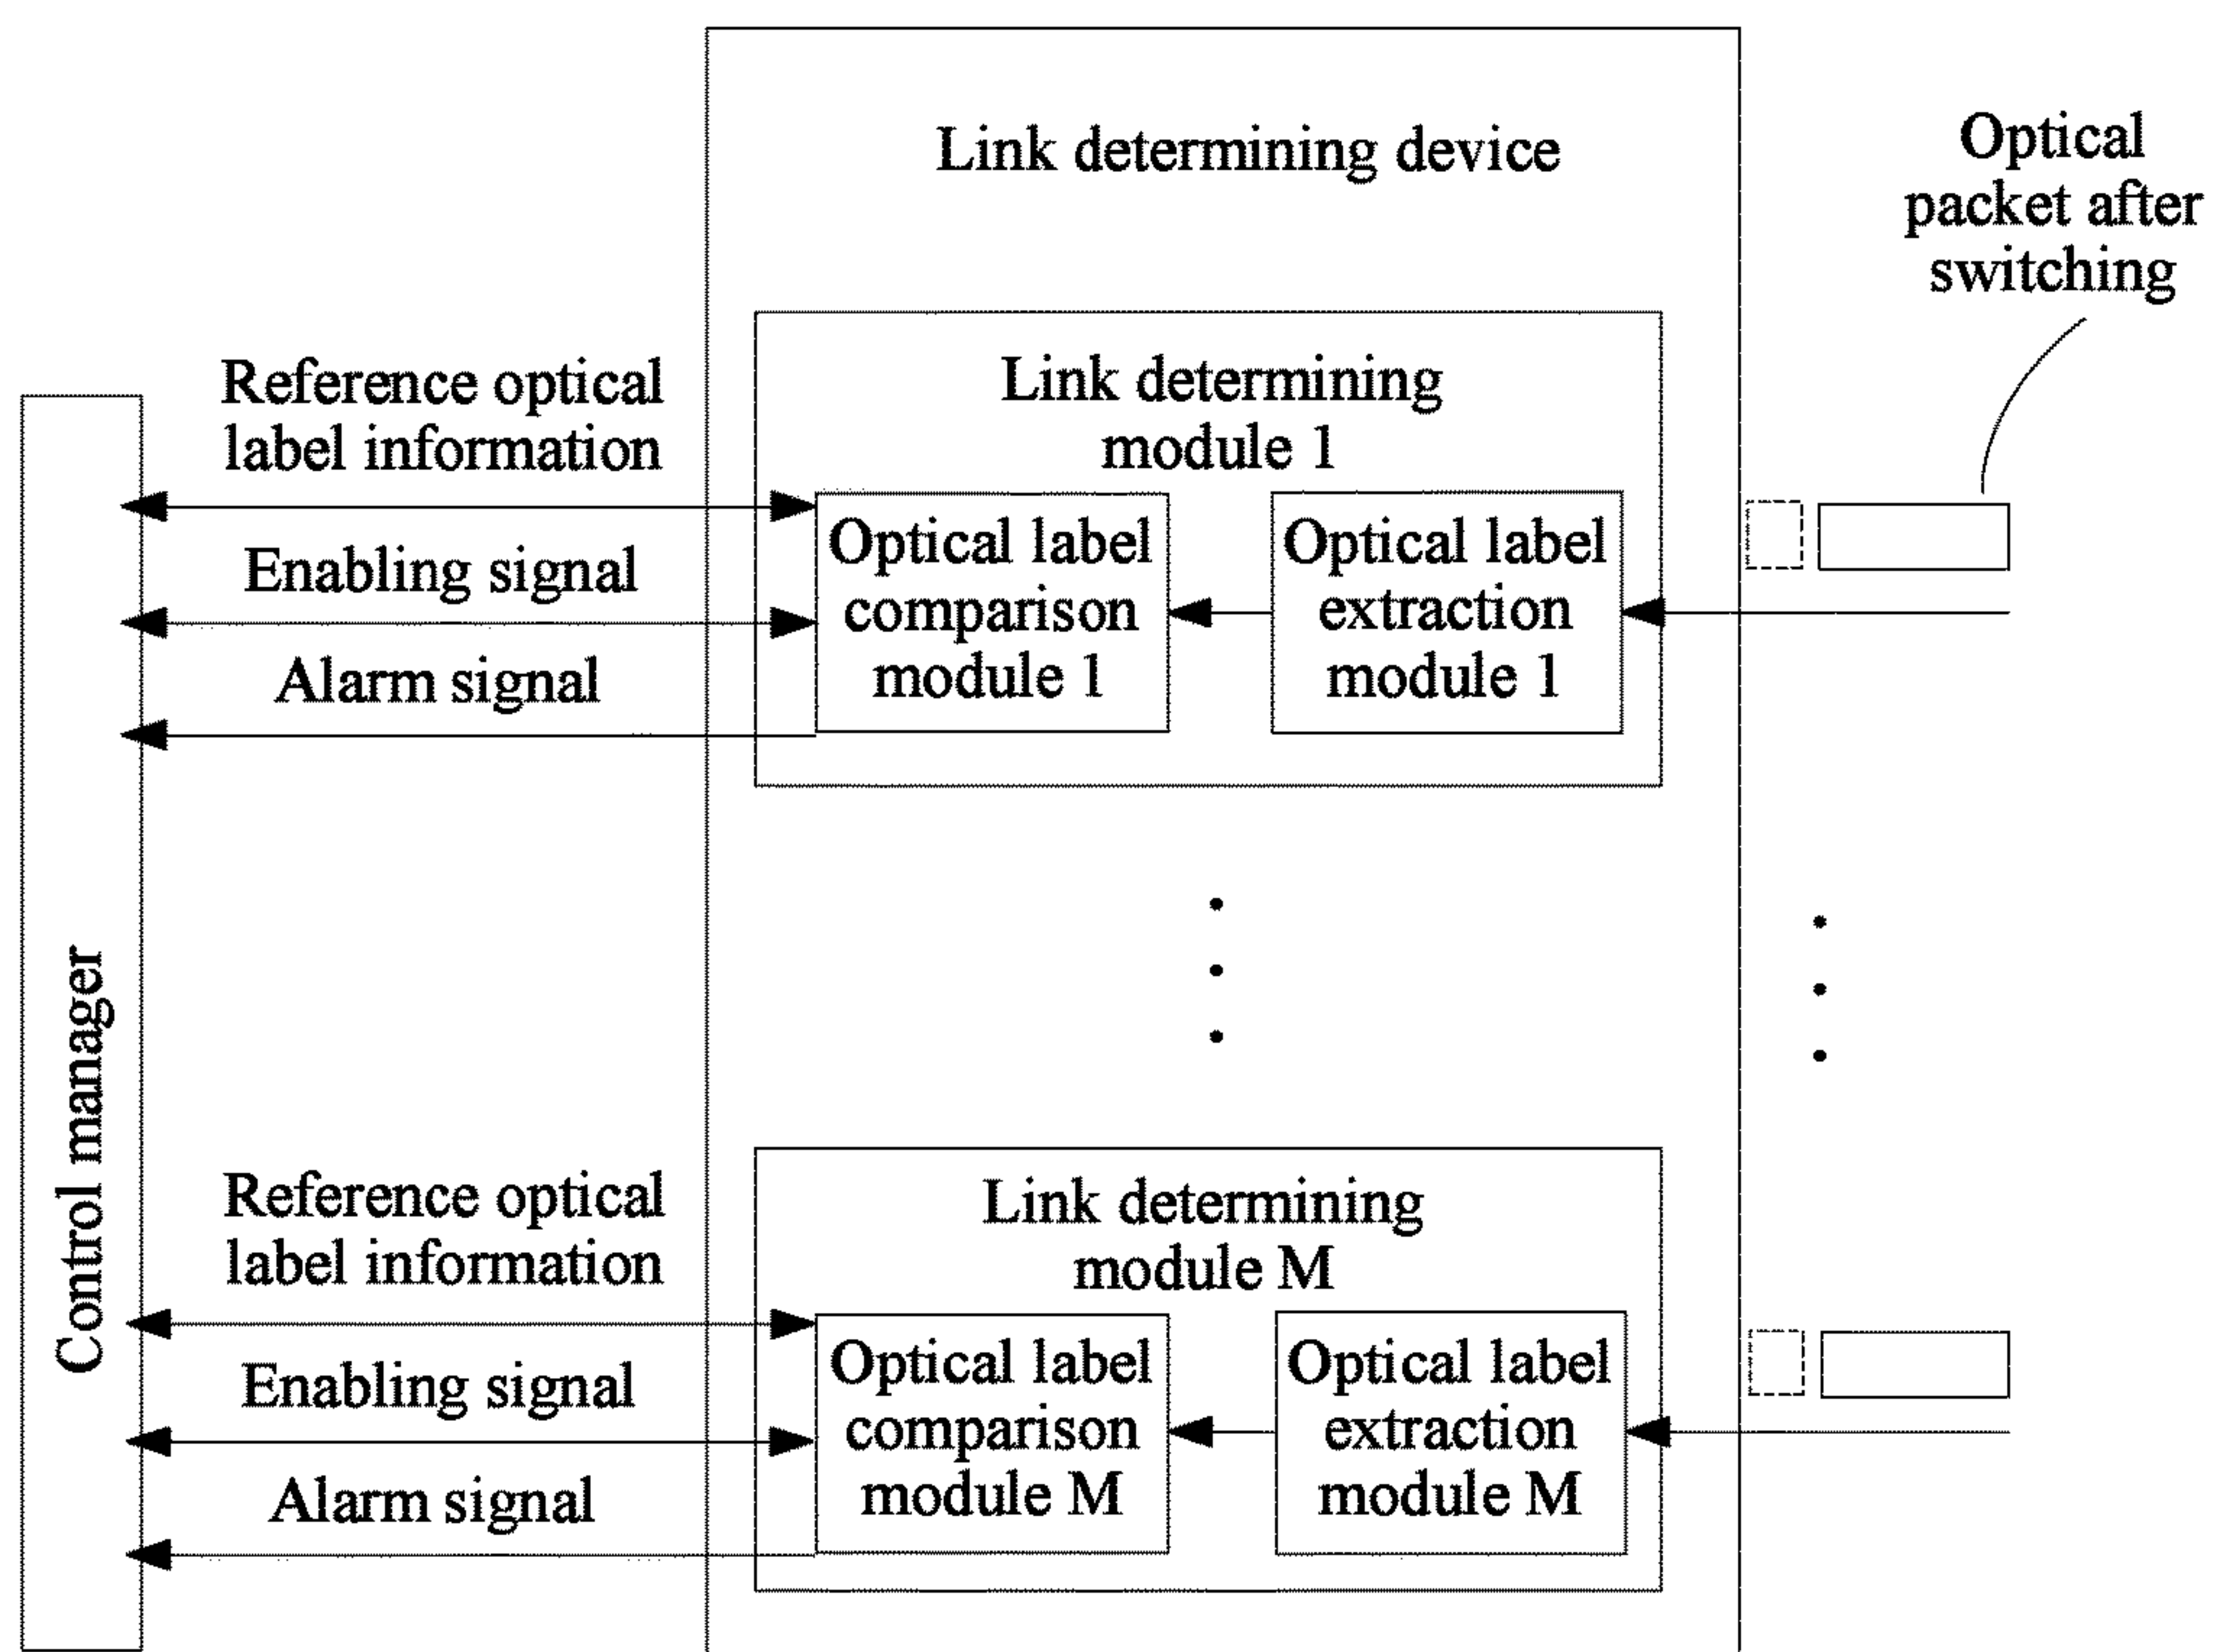 Link determining device
Optical
packet after
switching
Reference optical
label information
Enabling signal
Alarm signal
Link determining
module 1
Optical label
comparison
module 1
Optical label
extraction
module 1
Control manager
Reference optical
label information
Enabling signal
Alarm signal
Link determining
module M
Optical label
comparison
module M
Optical label
extraction
module M